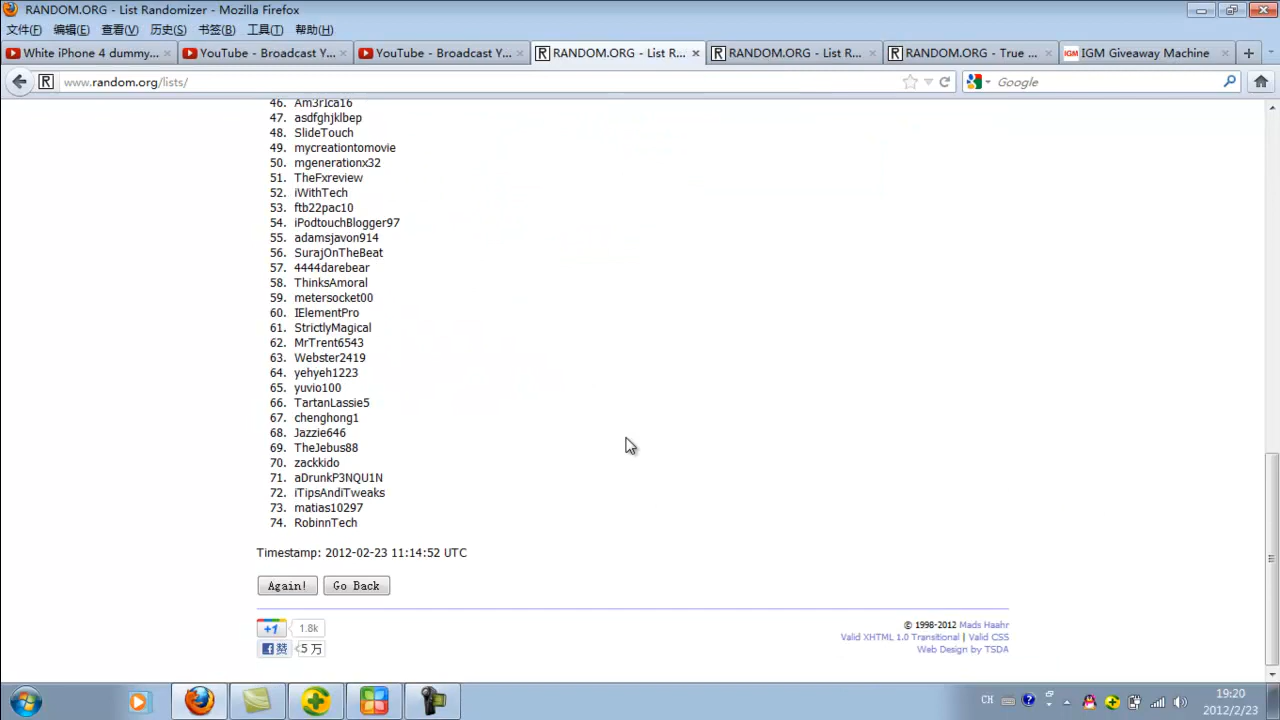 RANDOM.ORG - List Randomizer - Mozilla Firefox
文件(F) 编辑(E) 查看(V) 历史(S) 书签(B) 工具(T) 帮助(H)
White iPhone 4 dummy... YouTube - Broadcast Y... YouTube - Broadcast Y... RANDOM.ORG - List R... RANDOM.ORG - List R... RANDOM.ORG - True ... IGM IGM Giveaway Machine
www.random.org/lists/ Google
46. Am3rIca16
47. asdfghjklbep
48. SlideTouch
49. mycreationtomovie
50. mgenerationx32
51. TheFxreview
52. iWithTech
53. ftb22pac10
54. iPodtouchBlogger97
55. adamsjavon914
56. SurajOnTheBeat
57. 4444darebear
58. ThinksAmoral
59. metersocket00
60. IElementPro
61. StrictlyMagical
62. MrTrent6543
63. Webster2419
64. yehyeh1223
65. yuvio100
66. TartanLassie5
67. chenghong1
68. Jazzie646
69. TheJebus88
70. zackkido
71. aDrunkP3NQU1N
72. iTipsAndiTweaks
73. matias10297
74. RobinnTech
Timestamp: 2012-02-23 11:14:52 UTC
Again! Go Back
+1 1.8k
赞 5 万
© 1998-2012 Mads Haahr
Valid XHTML 1.0 Transitional | Valid CSS
Web Design by TSDA
CH
19:20
2012/2/23